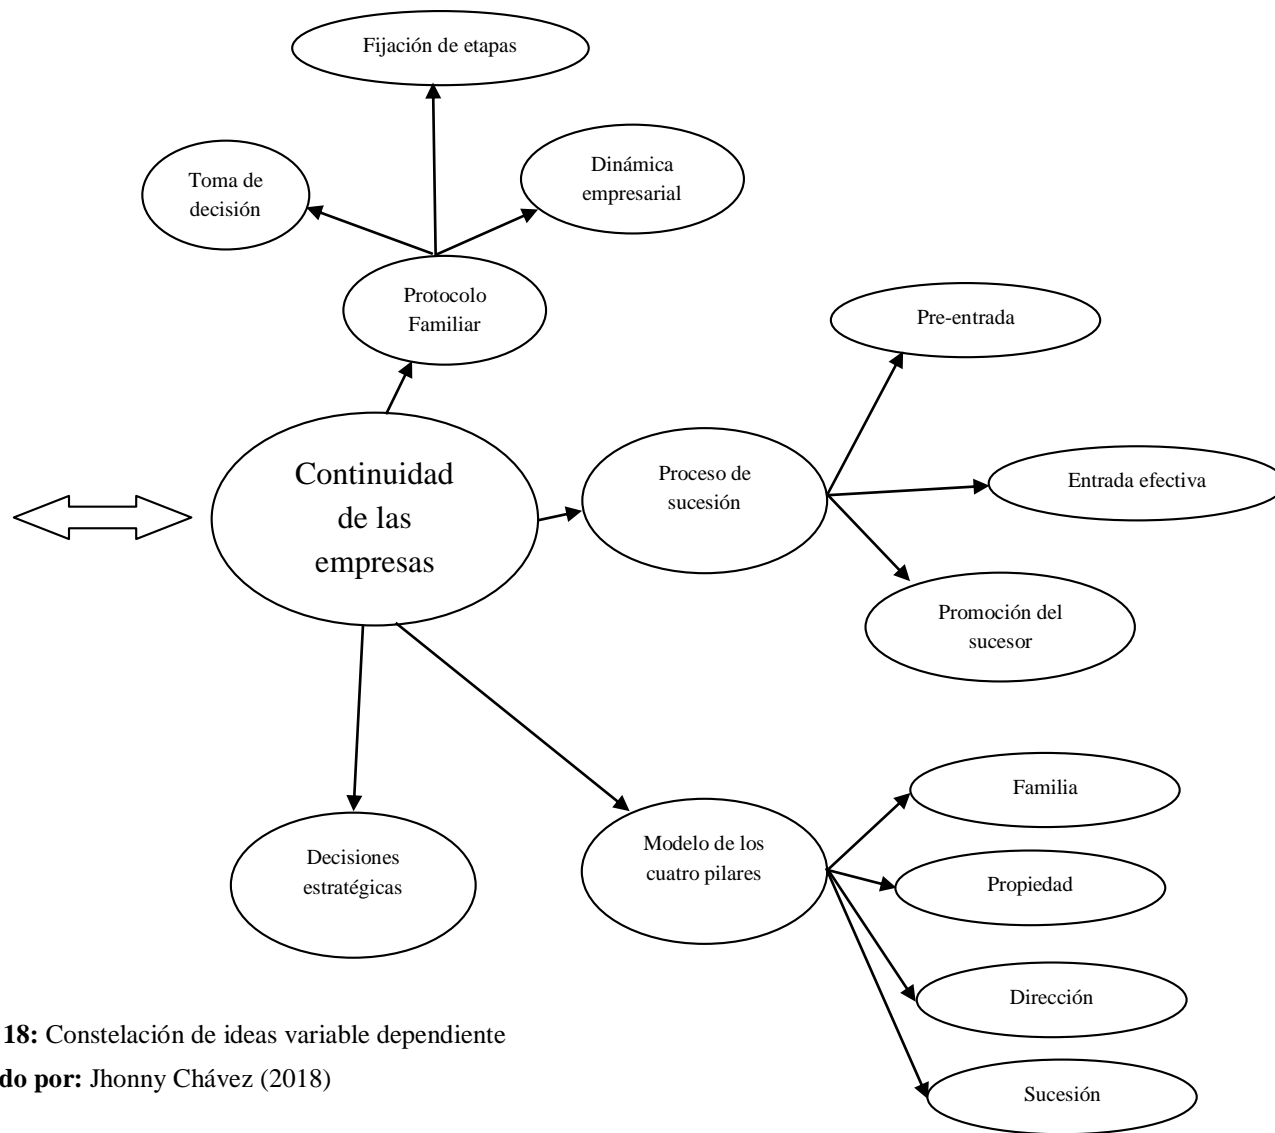 Fijación de etapas
Toma de
decisión
Dinámica
empresarial
Protocolo
Familiar
Pre-entrada
Continuidad
de las
empresas
Proceso de
sucesión
Entrada efectiva
Promoción del
sucesor
Decisiones
estratégicas
Modelo de los
cuatro pilares
Familia
Propiedad
Dirección
Sucesión
18: Constelación de ideas variable dependiente
do por: Jhonny Chávez (2018)